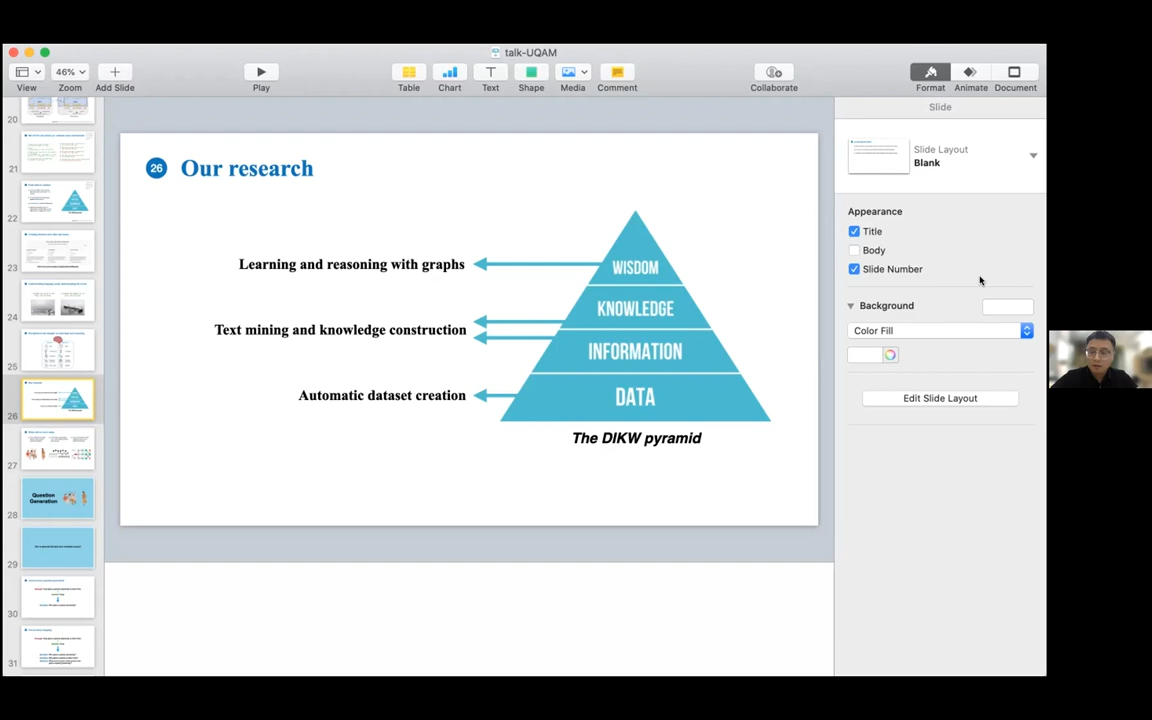 talk-UQAM
46%
View
Zoom
Add Slide
Play
Table
Chart
Text
Shape
Media
Comment
Collaborate
Format
Animate
Document
Slide
Slide Layout
Blank
Appearance
Title
Body
Slide Number
Background
Color Fill
Edit Slide Layout
20
21
22
23
24
25
26
27
28
29
30
31
Question
Generation
26 Our research
Learning and reasoning with graphs
Text mining and knowledge construction
Automatic dataset creation
WISDOM
KNOWLEDGE
INFORMATION
DATA
The DIKW pyramid